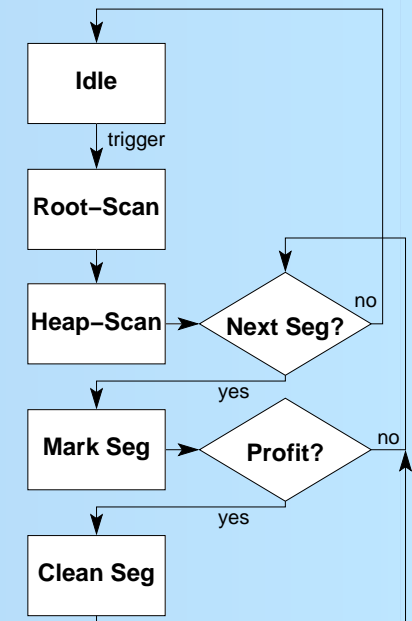 Idle
trigger
Root−Scan
Heap−Scan
Next Seg?
no
yes
Mark Seg
Profit?
no
yes
Clean Seg